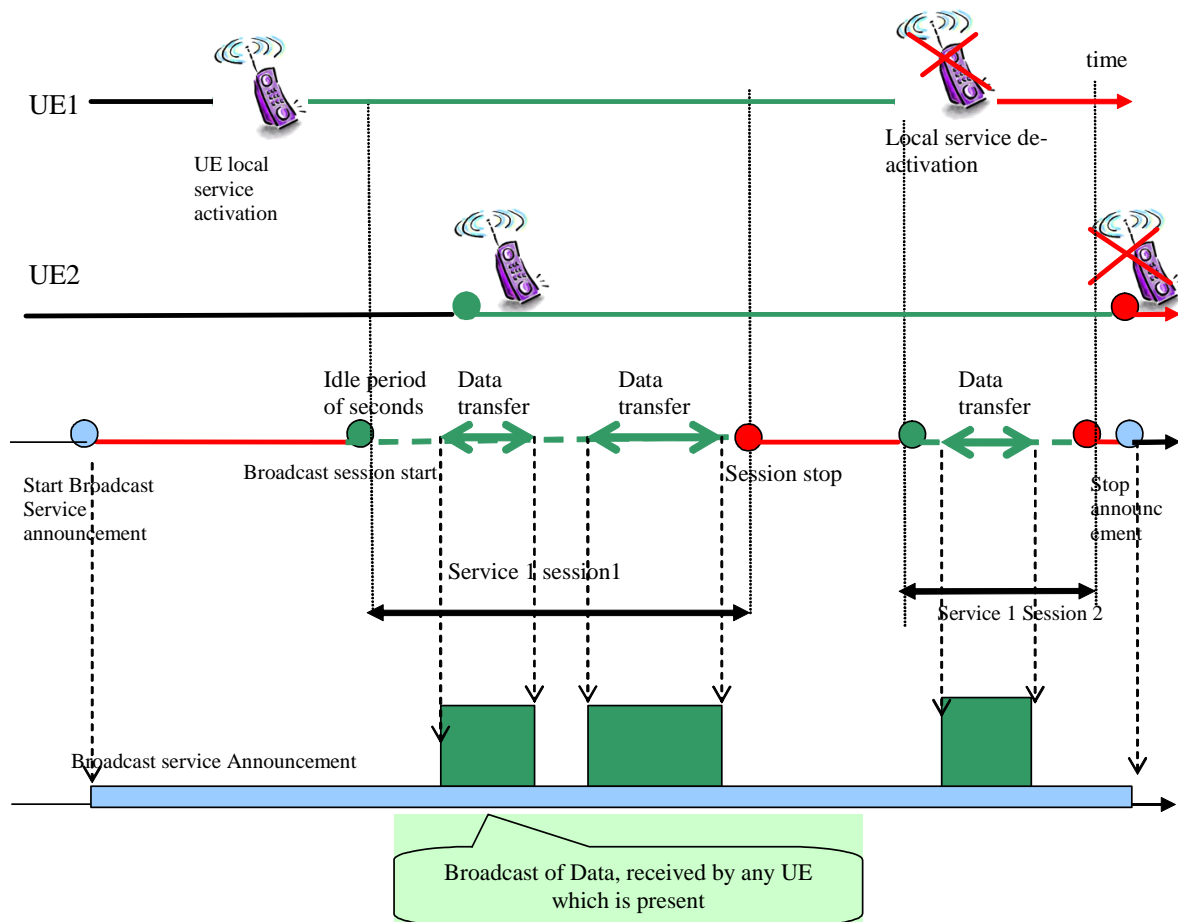 time
UE1
UE local
service
activation
Local service de-
activation
UE2
Idle period
of seconds
Data
transfer
Data
transfer
Data
transfer
Start Broadcast
Service
announcement
Broadcast session start
Session stop
Stop
announc
ement
Service 1 session1
Service 1 Session 2
Broadcast service Announcement
Broadcast of Data, received by any UE
which is present